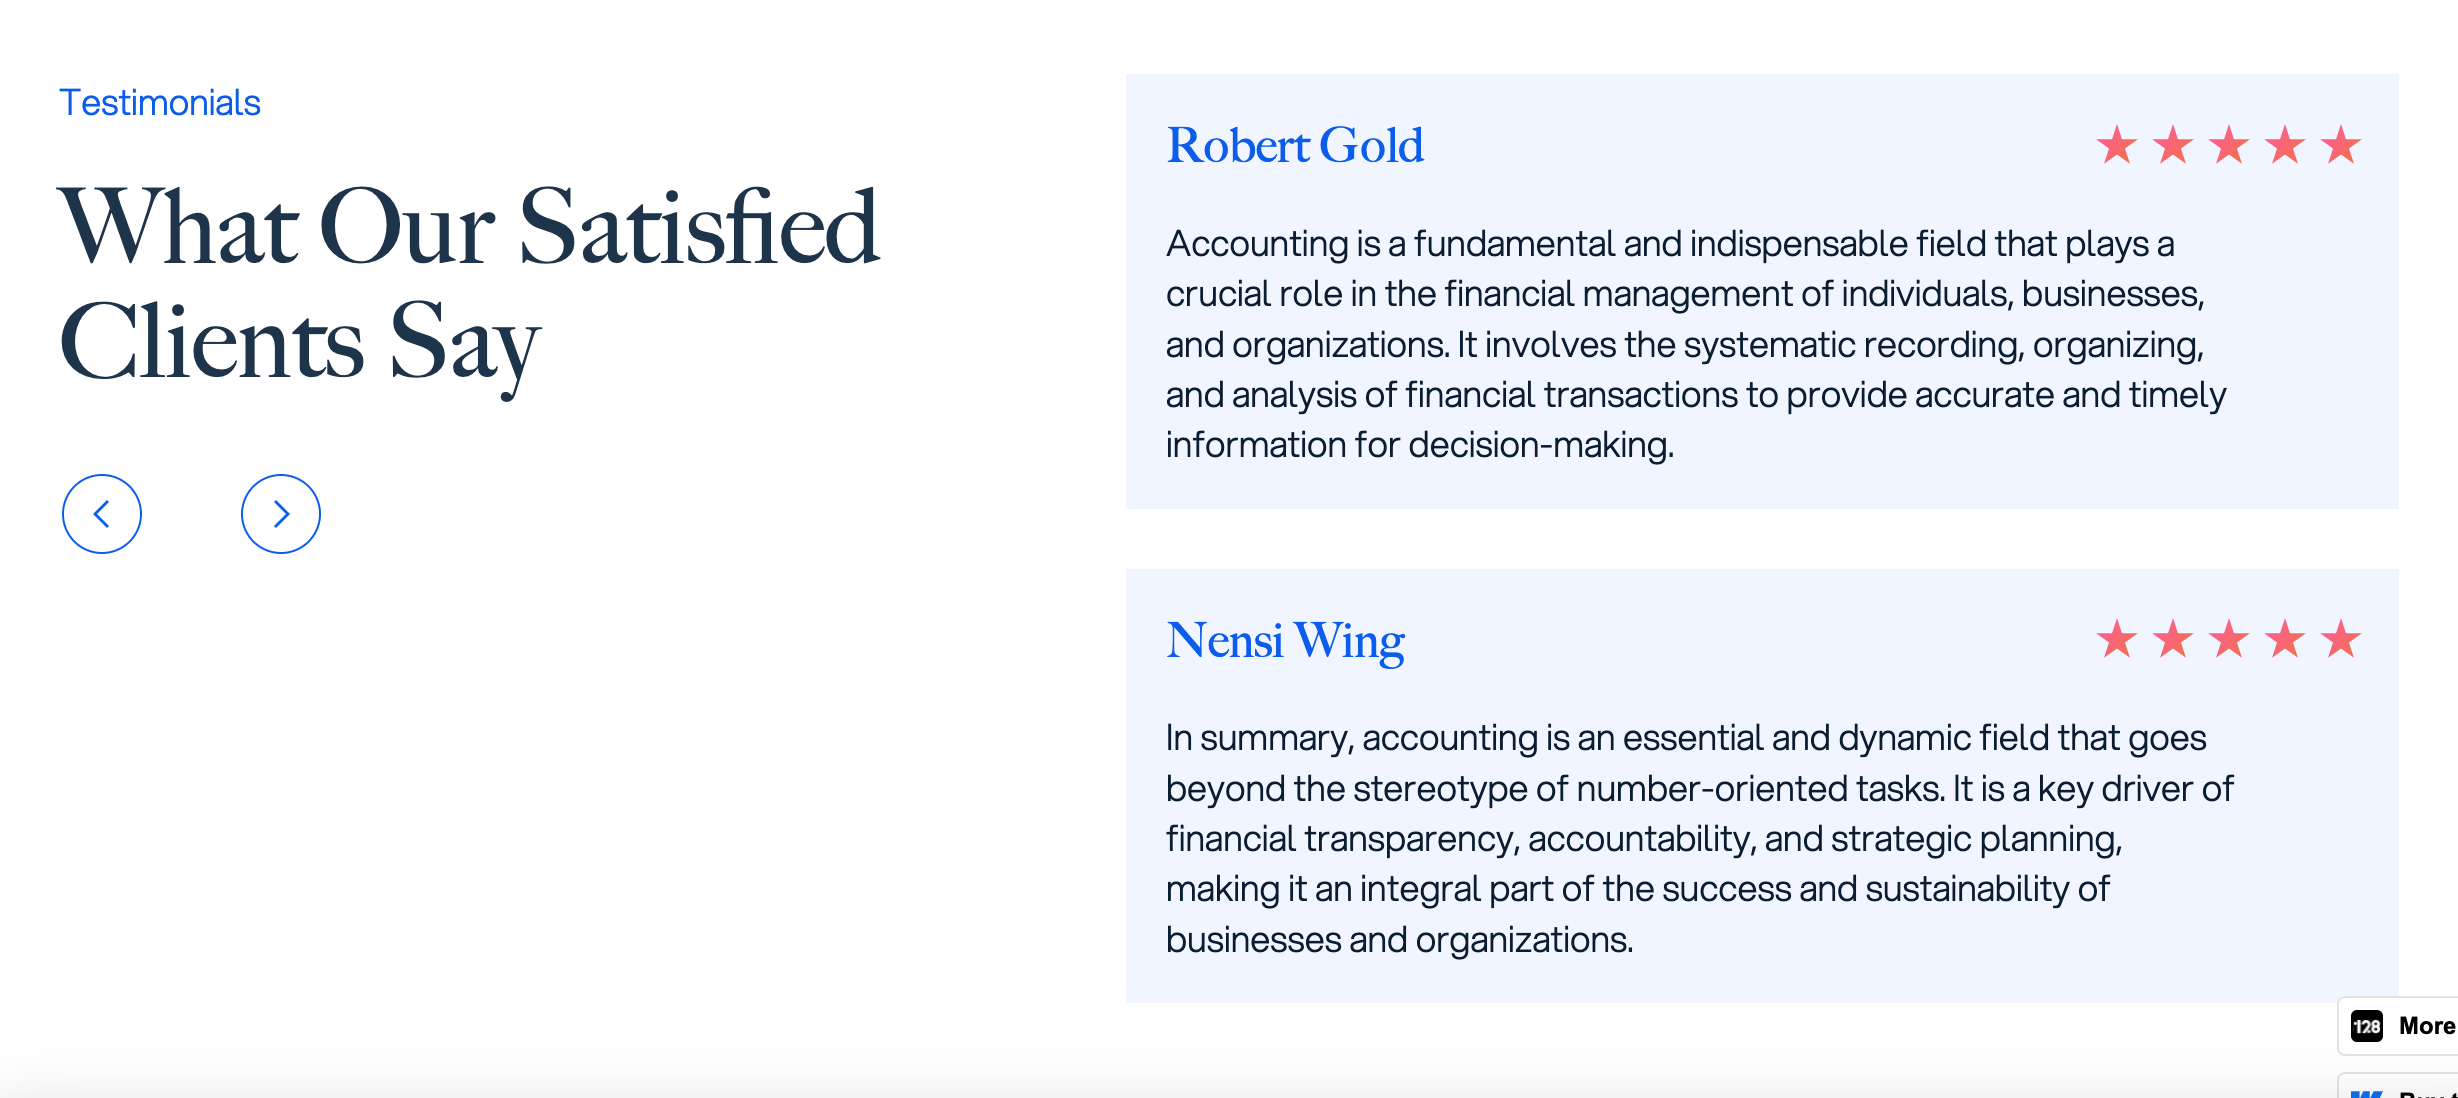 Testimonials
What Our Satisfied
Clients Say
Robert Gold
Accounting is a fundamental and indispensable field that plays a
crucial role in the financial management of individuals, businesses,
and organizations. It involves the systematic recording, organizing,
and analysis of financial transactions to provide accurate and timely
information for decision-making.
Nensi Wing
In summary, accounting is an essential and dynamic field that goes
beyond the stereotype of number-oriented tasks. It is a key driver of
financial transparency, accountability, and strategic planning,
making it an integral part of the success and sustainability of
businesses and organizations.
128 More